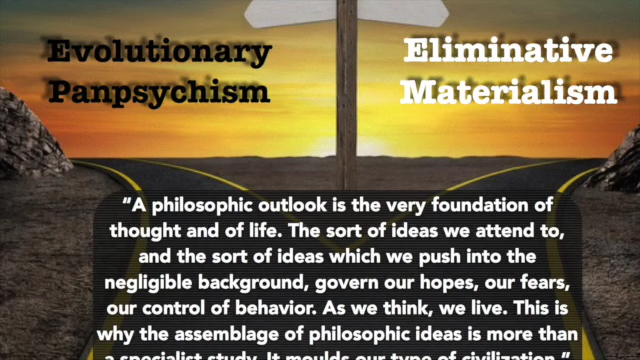 Evolutionary
Panpsychism
Eliminative
Materialism
“A philosophic outlook is the very foundation of
thought and of life. The sort of ideas we attend to,
and the sort of ideas which we push into the
negligible background, govern our hopes, our fears,
our control of behavior. As we think, we live. This is
why the assemblage of philosophic ideas is more than
a specialist study. It moulds our type of civilization.”